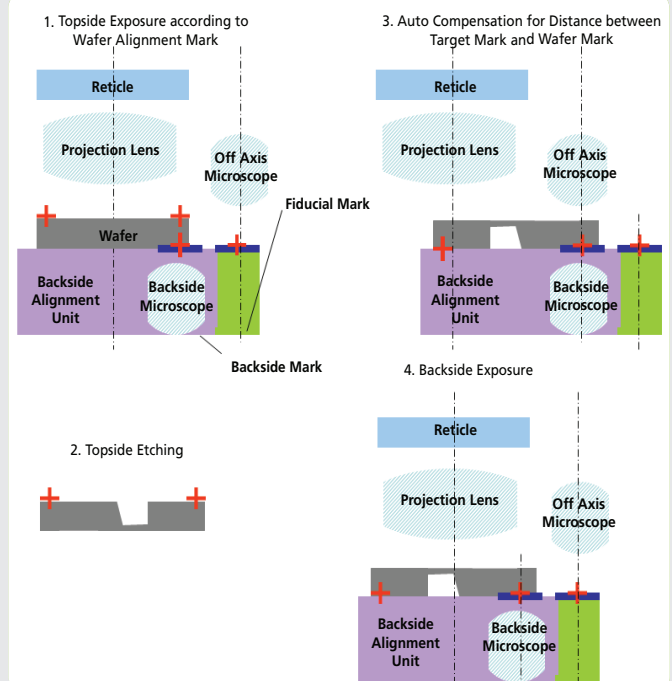 1. Topside Exposure according to
Wafer Alignment Mark
Reticle
Projection Lens
Off Axis
Microscope
Fiducial Mark
Wafer
Backside
Alignment
Unit
Backside
Microscope
Backside Mark
2. Topside Etching
3. Auto Compensation for Distance between
Target Mark and Wafer Mark
Reticle
Projection Lens
Off Axis
Microscope
Backside
Alignment
Unit
Backside
Microscope
4. Backside Exposure
Reticle
Projection Lens
Off Axis
Microscope
Backside
Alignment
Unit
Backside
Microscope